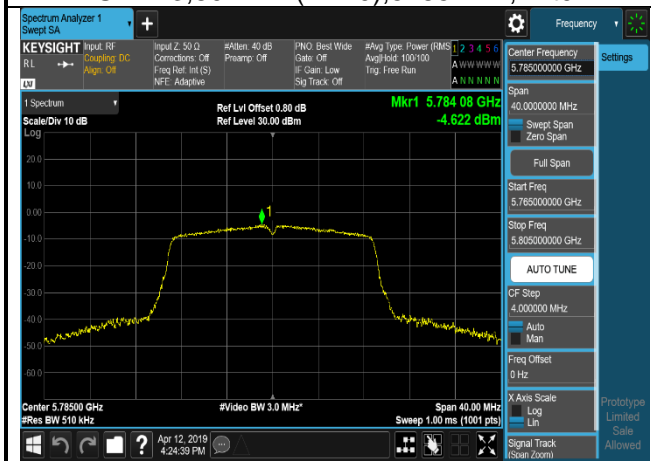 Spectrum Analyzer 1
Swept SA
+
Frequency
KEYSIGHT
RL
LXI
Input: RF
Coupling: DC
Align: Off
Input Z: 50 Ω
Corrections: Off
Freq Ref: Int (S)
NFE: Adaptive
#Atten: 40 dB
Preamp: Off
PNO: Best Wide
Gate: Off
IF Gain: Low
Sig Track: Off
#Avg Type: Power (RMS
Avg|Hold: 100/100
Trig: Free Run
1 2 3 4 5 6
A W W W W W
A N N N N N
1 Spectrum
Scale/Div 10 dB
Log
Ref Lvl Offset 0.80 dB
Ref Level 30.00 dBm
Mkr1 5.784 08 GHz
-4.622 dBm
20.0
10.0
0.00
-10.0
-20.0
-30.0
-40.0
-50.0
-60.0
1
Center 5.78500 GHz
#Res BW 510 kHz
#Video BW 3.0 MHz*
Span 40.00 MHz
Sweep 1.00 ms (1001 pts)
?
Apr 12, 2019
4:24:39 PM
Center Frequency
5.785000000 GHz
Span
40.0000000 MHz
Swept Span
Zero Span
Full Span
Start Freq
5.765000000 GHz
Stop Freq
5.805000000 GHz
AUTO TUNE
CF Step
4.000000 MHz
Auto
Man
Freq Offset
0 Hz
X Axis Scale
Log
Lin
Signal Track
(Span Zoom)
Settings
Prototype
Limited
Sale
Allowed